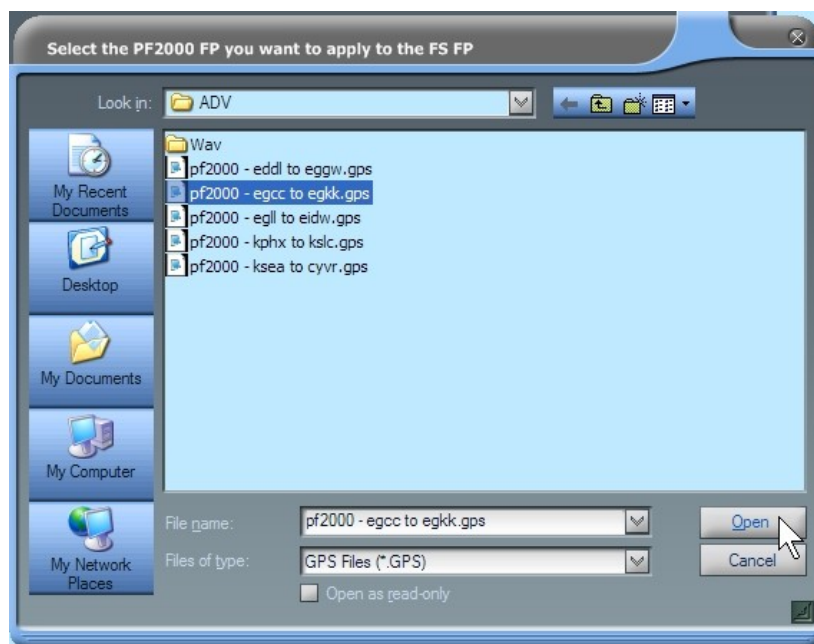 Select the PF2000 FP you want to apply to the FS FP
Look in:
ADV
My Recent
Documents
Desktop
My Documents
My Computer
My Network
Places
Wav
pf2000 - eddl to eggw.gps
pf2000 - egcc to egkk.gps
pf2000 - egll to eidw.gps
pf2000 - kphx to kslc.gps
pf2000 - ksea to cyvr.gps
File name:
pf2000 - egcc to egkk.gps
Open
Files of type:
GPS Files (*.GPS)
Cancel
Open as read-only